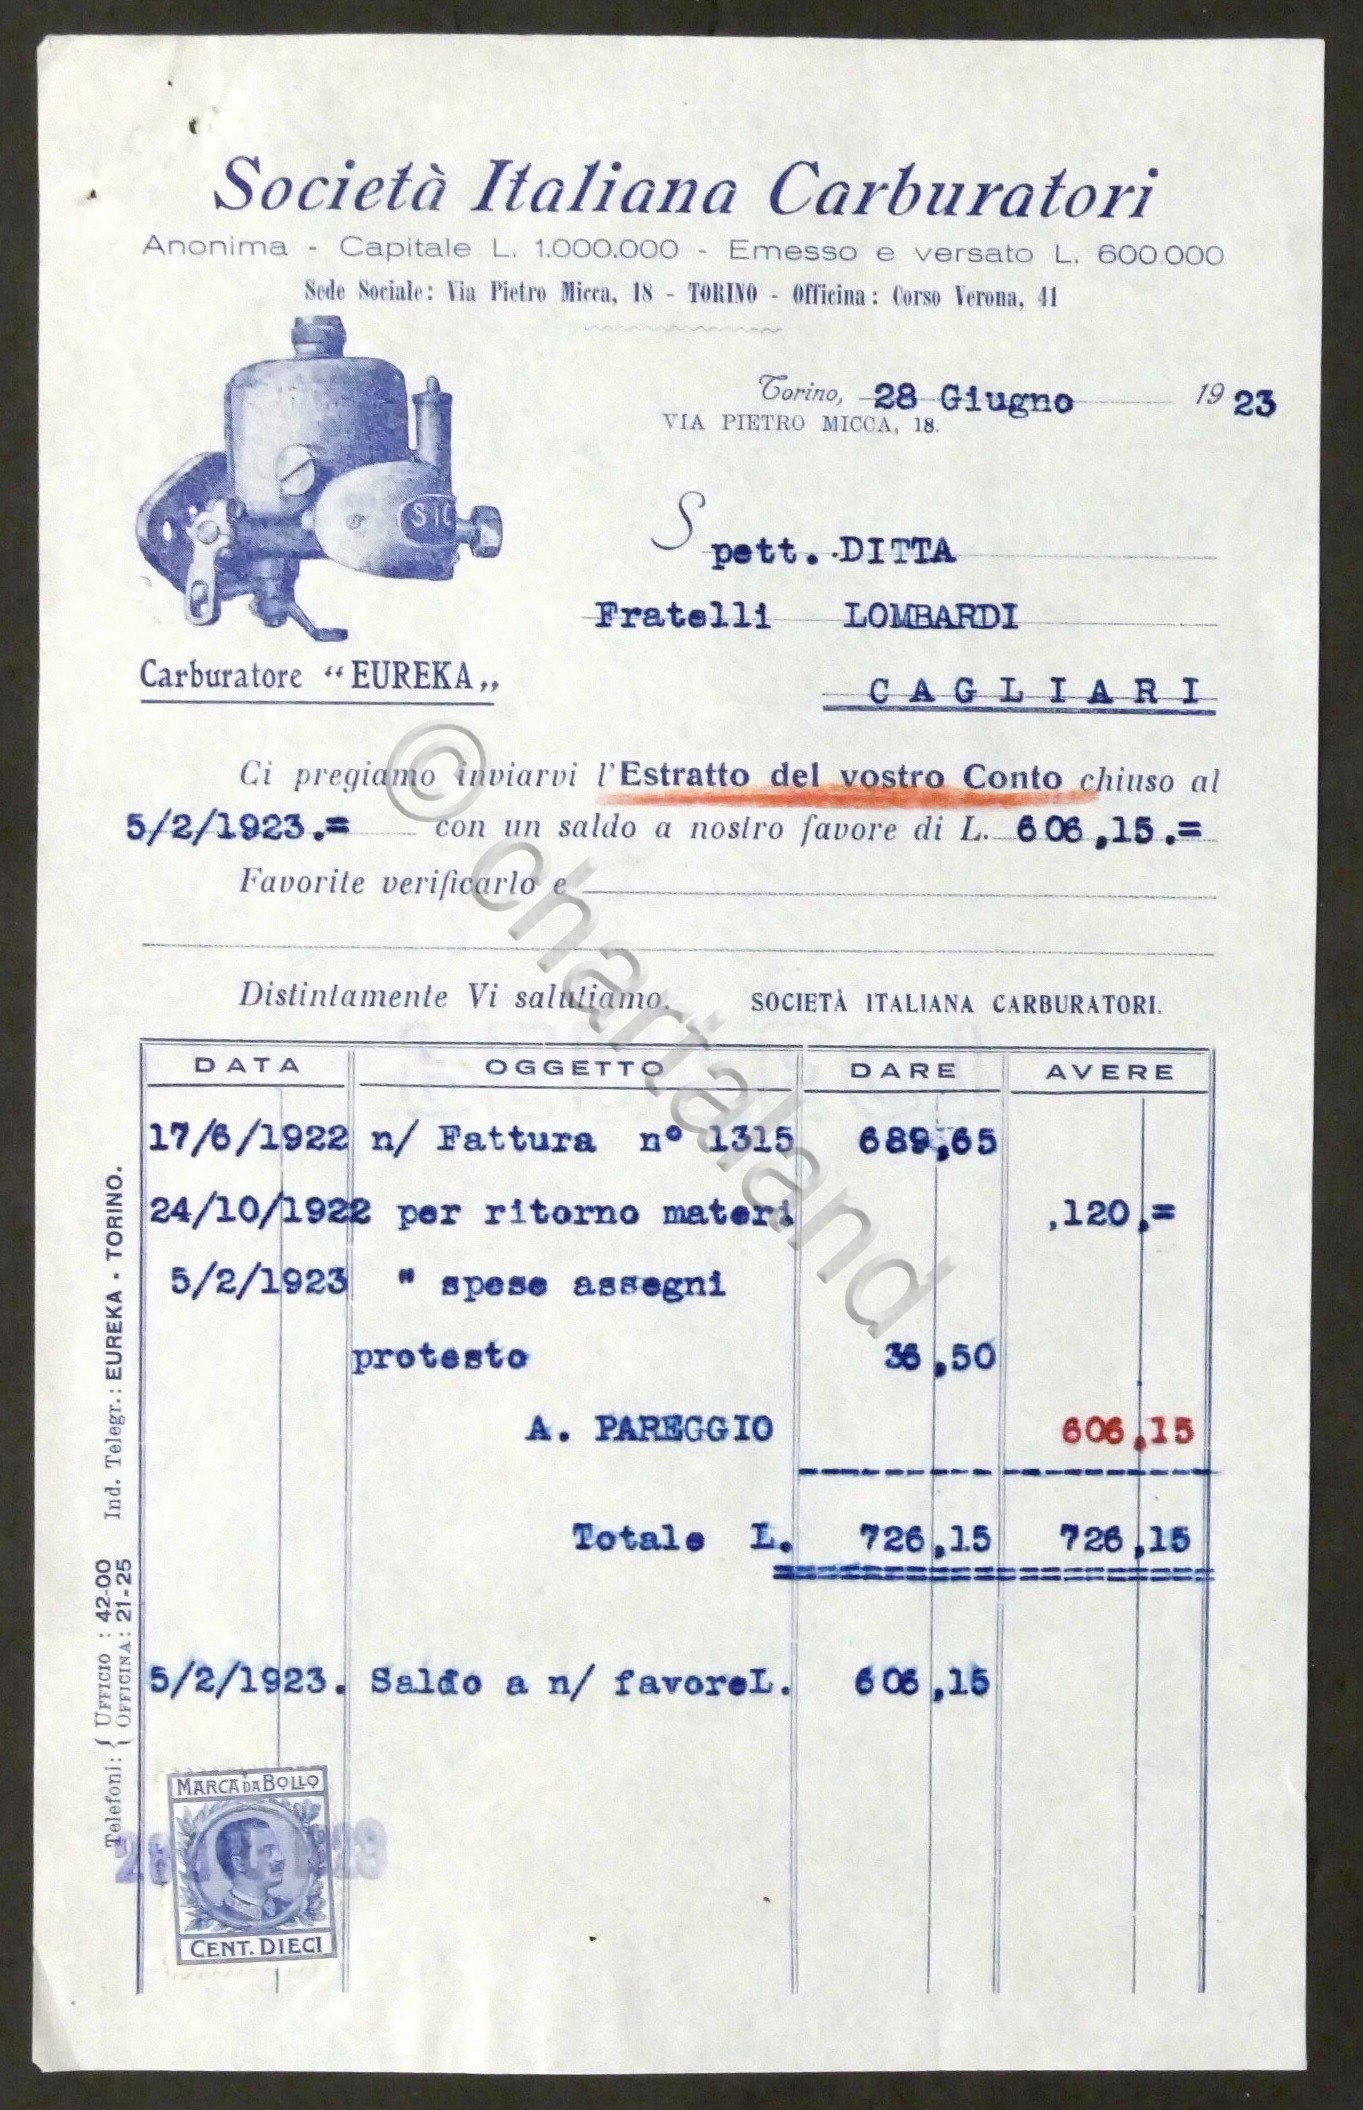 Società Italiana Carburatori
Anonima - Capitale L. 1.000.000 - Emesso e versato L. 600.000
Sede Sociale: Via Pietro Micca, 18 - TORINO - Officina: Corso Verona, 41
Torino, 28 Giugno 1923
VIA PIETRO MICCA, 18.
SIC
Spett. DITTA
Fratelli LOMBARDI
CAGLIARI
Carburatore “EUREKA„
Ci pregiamo inviarvi l'Estratto del vostro Conto chiuso al
5/2/1923.= con un saldo a nostro favore di L. 606,15.=
Favorite verificarlo e
Distintamente Vi salutiamo. SOCIETÀ ITALIANA CARBURATORI.
DATA OGGETTO DARE AVERE
17/6/1922 n/ Fattura n° 1315 689,65
24/10/1922 per ritorno materi ,120,=
5/2/1923 " spese assegni
protesto 36,50
A. PAREGGIO 606,15
Totale L. 726,15 726,15
5/2/1923. Saldo a n/ favoreL. 606,15
Telefoni: { UFFICIO : 42-00 Ind. Telegr.: EUREKA - TORINO.
OFFICINA: 21-25
MARCA DA BOLLO
CENT. DIECI
© chartaland